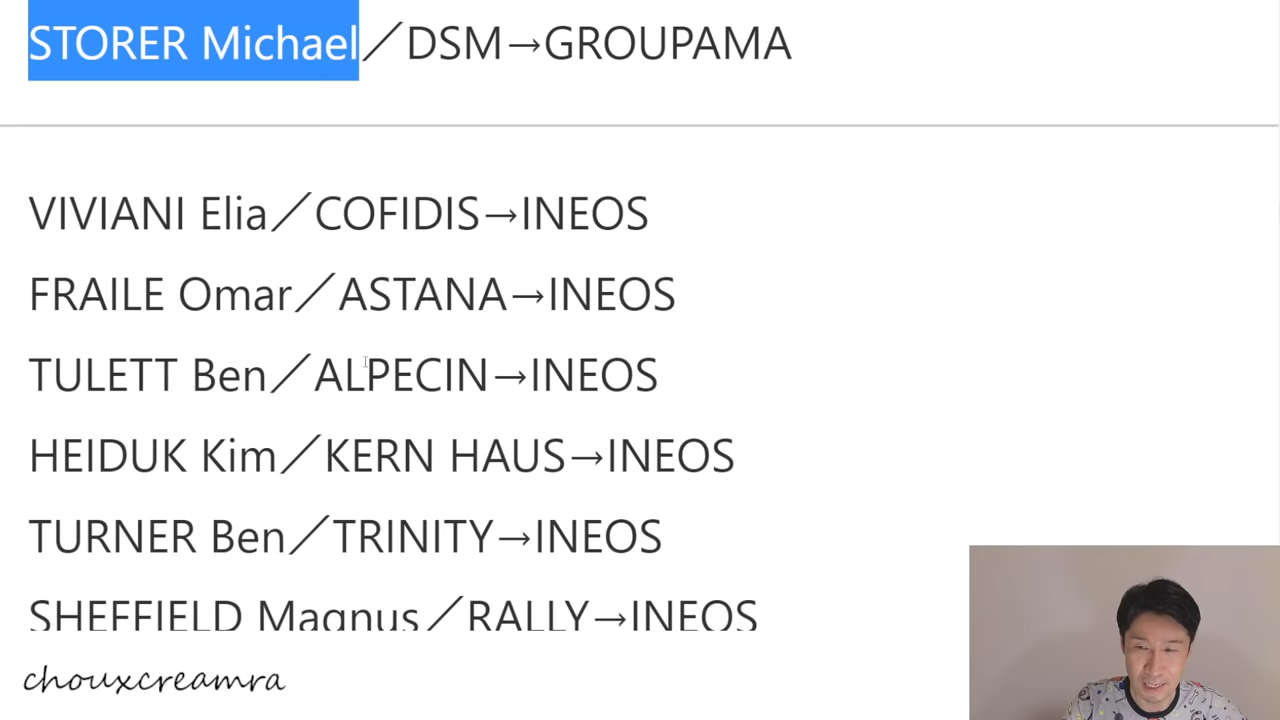 STORER Michael／DSM→GROUPAMA
VIVIANI Elia／COFIDIS→INEOS
FRAILE Omar／ASTANA→INEOS
TULETT Ben／ALPECIN→INEOS
HEIDUK Kim／KERN HAUS→INEOS
TURNER Ben／TRINITY→INEOS
SHEFFIELD Magnus／RALLY→INEOS
chouxcreamra